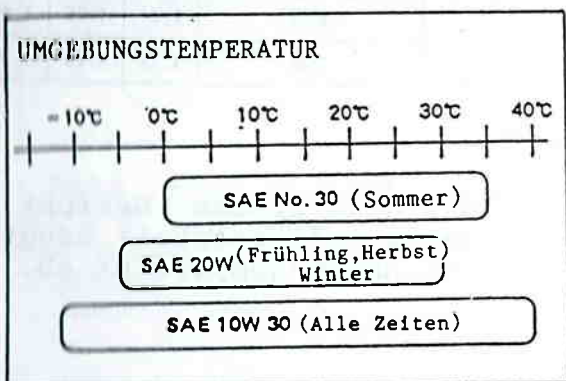 UMGEBUNGSTEMPERATUR
-10℃ 0℃ 10℃ 20℃ 30℃ 40℃
SAE No. 30 (Sommer)
SAE 20W (Frühling, Herbst)
Winter
SAE 10W 30 (Alle Zeiten)